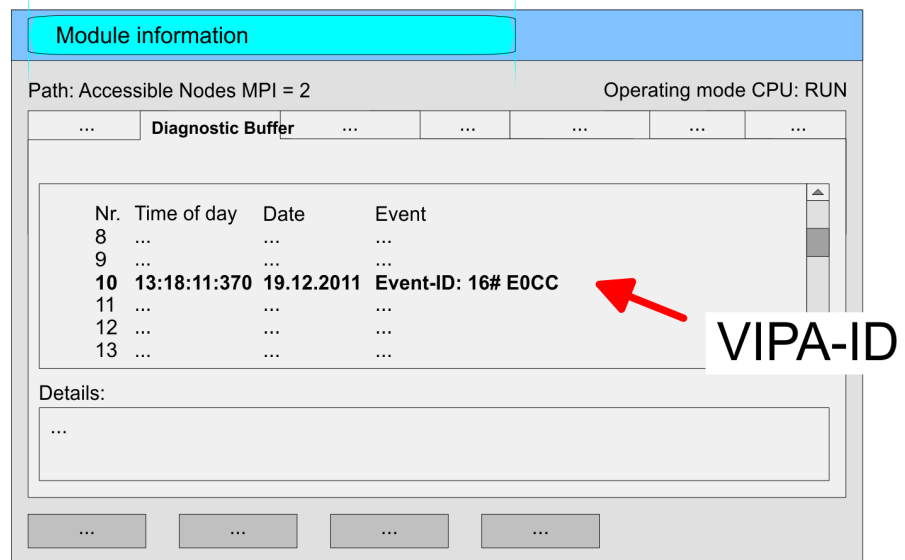 Module information
Path: Accessible Nodes MPI = 2 Operating mode CPU: RUN
... Diagnostic Buffer ... ... ... ... ...
Nr. Time of day Date Event
8 ... ... ...
9 ... ... ...
10 13:18:11:370 19.12.2011 Event-ID: 16# E0CC
11 ... ... ...
12 ... ... ...
13 ... ... ...
VIPA-ID
Details:
...
... ... ... ...